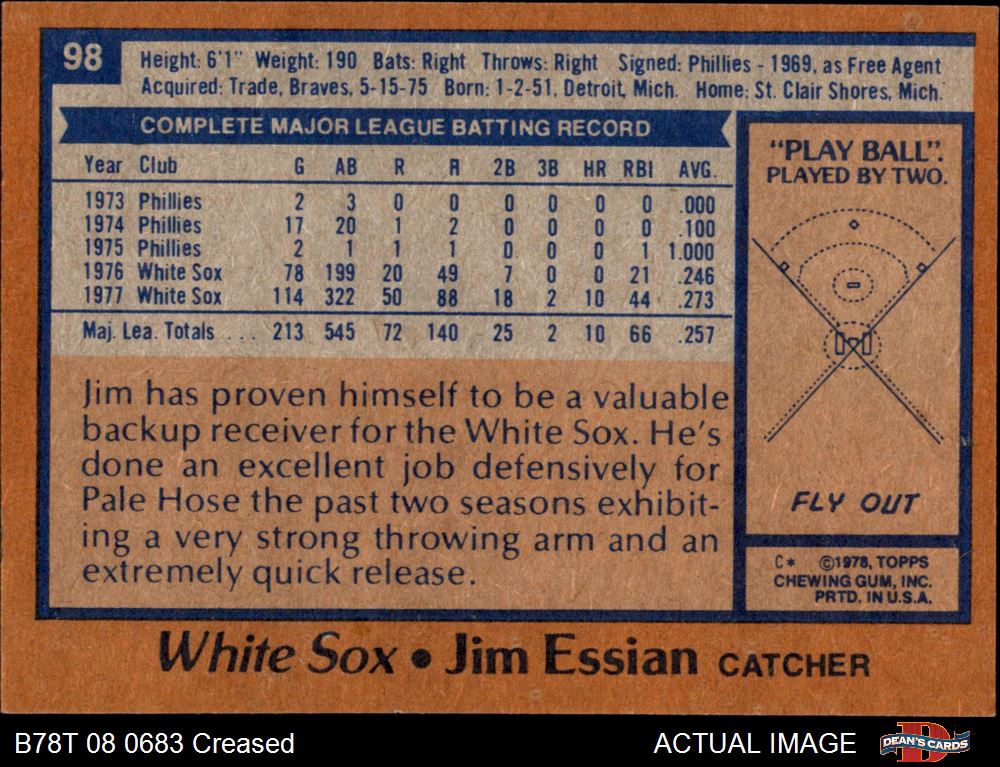 98
Height: 6'1" Weight: 190 Bats: Right Throws: Right Signed: Phillies - 1969, as Free Agent
Acquired: Trade, Braves, 5-15-75 Born: 1-2-51, Detroit, Mich. Home: St. Clair Shores, Mich.
COMPLETE MAJOR LEAGUE BATTING RECORD
Year Club G AB R H 2B 3B HR RBI AVG.
1973 Phillies 2 3 0 0 0 0 0 0 .000
1974 Phillies 17 20 1 2 0 0 0 0 .100
1975 Phillies 2 1 1 1 0 0 0 1 1.000
1976 White Sox 78 199 20 49 7 0 0 21 .246
1977 White Sox 114 322 50 88 18 2 10 44 .273
Maj. Lea. Totals . . . 213 545 72 140 25 2 10 66 .257
Jim has proven himself to be a valuable
backup receiver for the White Sox. He's
done an excellent job defensively for
Pale Hose the past two seasons exhibit-
ing a very strong throwing arm and an
extremely quick release.
"PLAY BALL".
PLAYED BY TWO.
FLY OUT
C* ©1978, TOPPS
CHEWING GUM, INC.
PRTD. IN U.S.A.
White Sox • Jim Essian CATCHER
B78T 08 0683 Creased
ACTUAL IMAGE
D
DEAN'S CARDS